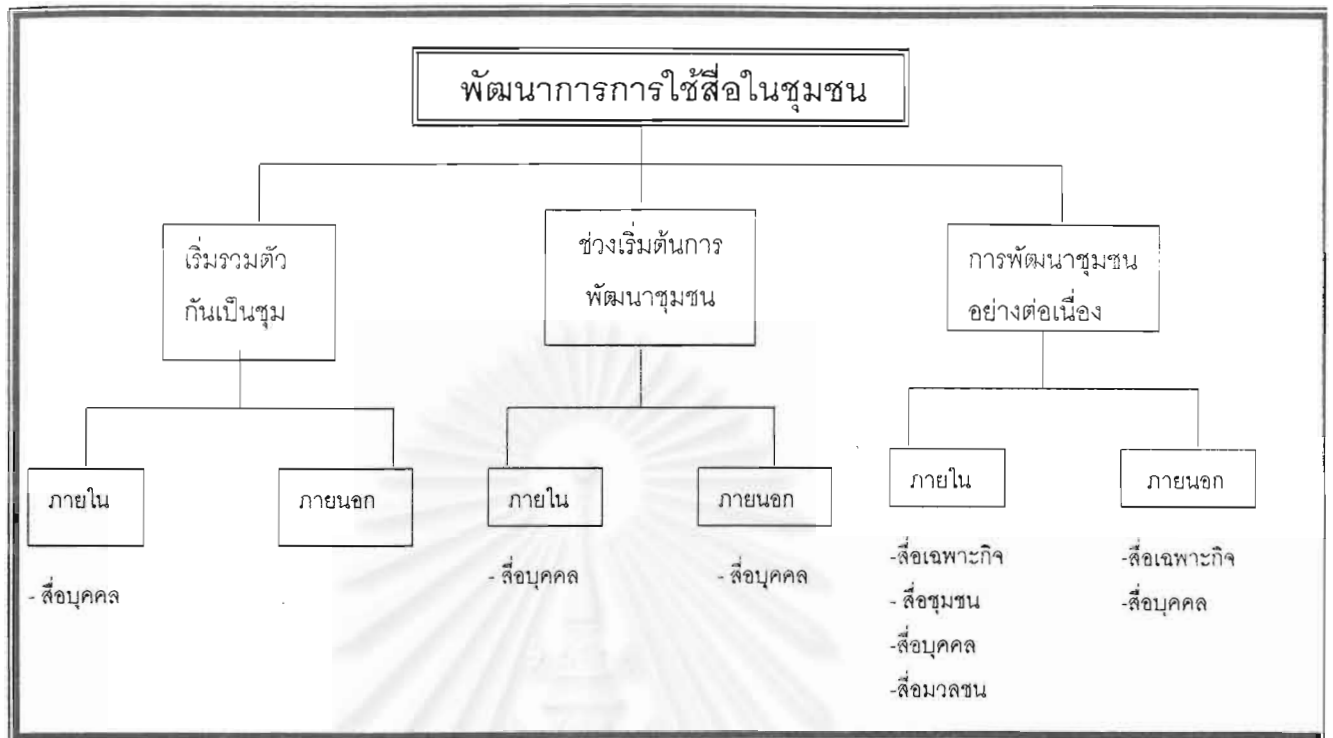 พัฒนาการการใช้สื่อในชุมชน
เริ่มรวมตัว
กันเป็นชุม
ช่วงเริ่มต้นการ
พัฒนาชุมชน
การพัฒนาชุมชน
อย่างต่อเนื่อง
ภายใน
ภายนอก
ภายใน
ภายนอก
ภายใน
ภายนอก
- สื่อบุคคล
- สื่อบุคคล
- สื่อบุคคล
-สื่อเฉพาะกิจ
- สื่อชุมชน
-สื่อบุคคล
-สื่อมวลชน
-สื่อเฉพาะกิจ
-สื่อบุคคล